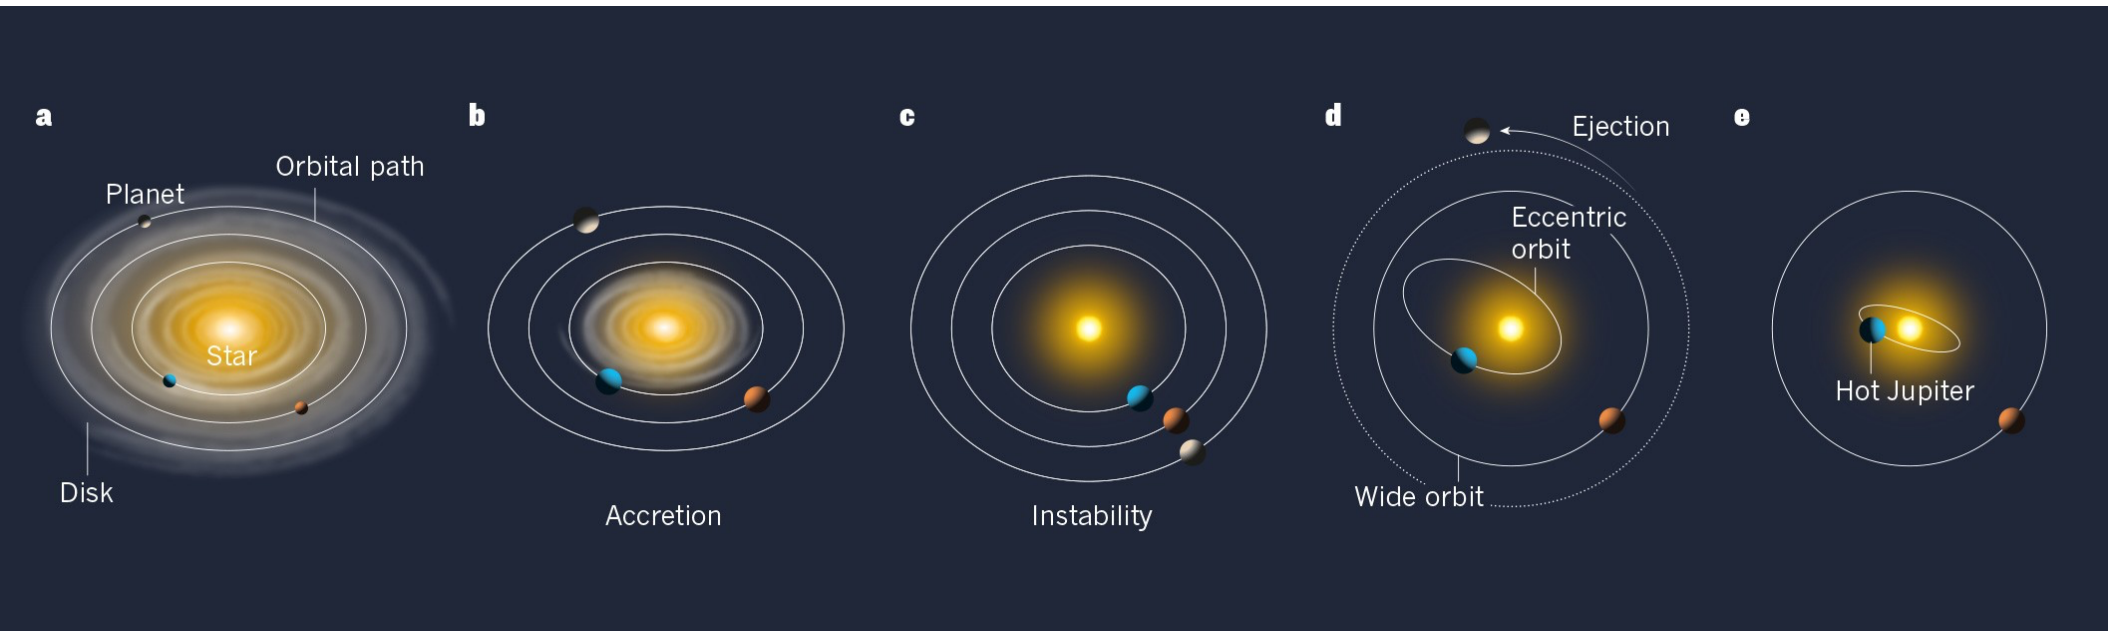 a
Planet
Orbital path
Star
Disk
b
Accretion
c
Instability
d
Ejection
Eccentric
orbit
Wide orbit
e
Hot Jupiter